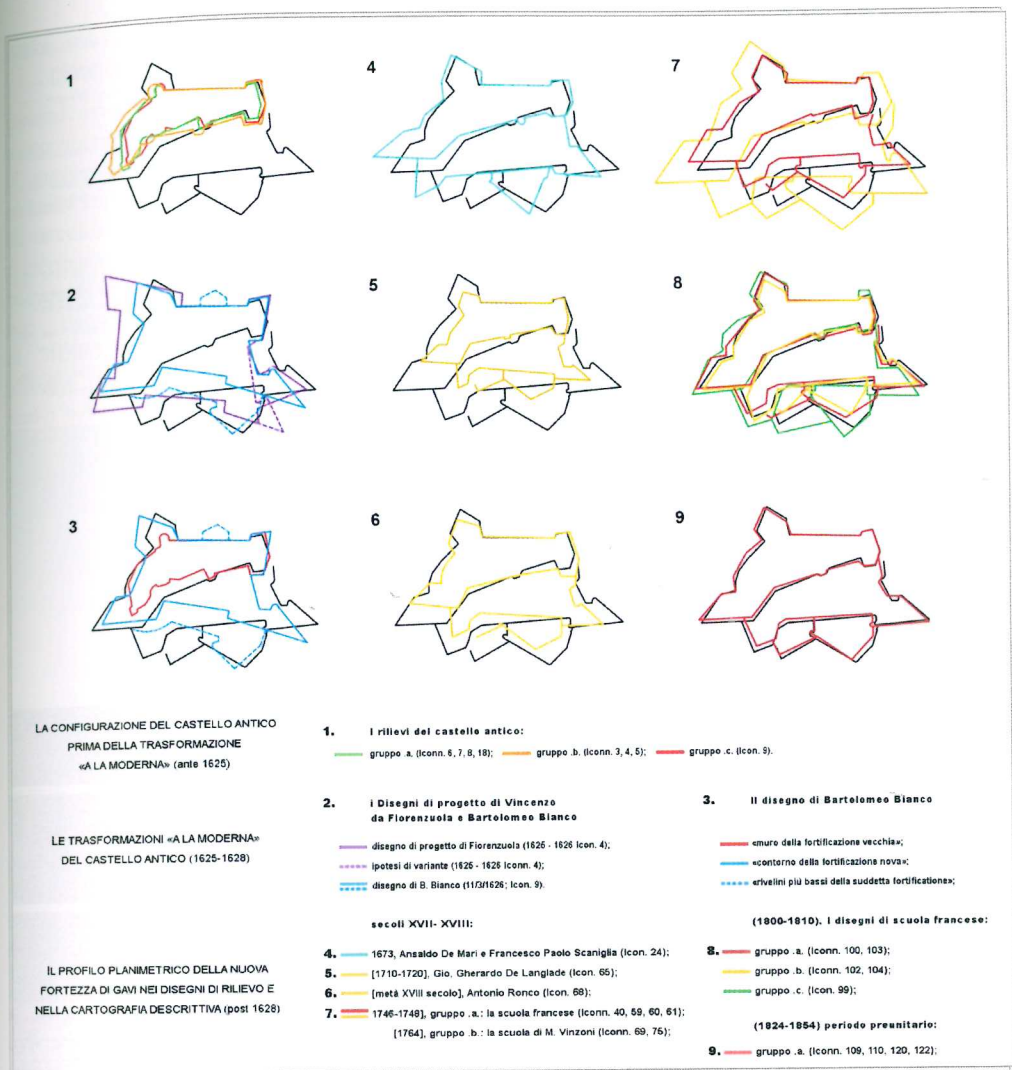 1
4
7
2
5
8
3
6
9
LA CONFIGURAZIONE DEL CASTELLO ANTICO
PRIMA DELLA TRASFORMAZIONE
«A LA MODERNA» (ante 1625)
1. I rilievi del castello antico:
gruppo .a. (Iconn. 6, 7, 8, 18); gruppo .b. (Iconn. 3, 4, 5); gruppo .c. (Icon. 9).
LE TRASFORMAZIONI «A LA MODERNA»
DEL CASTELLO ANTICO (1625-1628)
2. i Disegni di progetto di Vincenzo
da Fiorenzuola e Bartolomeo Bianco
disegno di progetto di Fiorenzuola (1625 - 1626 Icon. 4);
ipotesi di variante (1625 - 1626 Iconn. 4);
disegno di B. Bianco (11/3/1626; Icon. 9).
3. Il disegno di Bartolomeo Bianco
«muro della fortificazione vecchia»;
«contorno della fortificazione nova»;
«rivelini più bassi della suddetta fortificatione»;
IL PROFILO PLANIMETRICO DELLA NUOVA
FORTEZZA DI GAVI NEI DISEGNI DI RILIEVO E
NELLA CARTOGRAFIA DESCRITTIVA (post 1628)
secoli XVII- XVIII:
4. 1673, Ansaldo De Mari e Francesco Paolo Scaniglia (Icon. 24);
5. [1710-1720], Gio. Gherardo De Langlade (Icon. 65);
6. [metà XVIII secolo], Antonio Ronco (Icon. 68);
7. 1746-1748], gruppo .a.: la scuola francese (Iconn. 40, 59, 60, 61);
[1764], gruppo .b.: la scuola di M. Vinzoni (Iconn. 69, 75);
(1800-1810). I disegni di scuola francese:
8. gruppo .a. (Iconn. 100, 103);
gruppo .b. (Iconn. 102, 104);
gruppo .c. (Icon. 99);
(1824-1854) periodo preunitario:
9. gruppo .a. (Iconn. 109, 110, 120, 122);